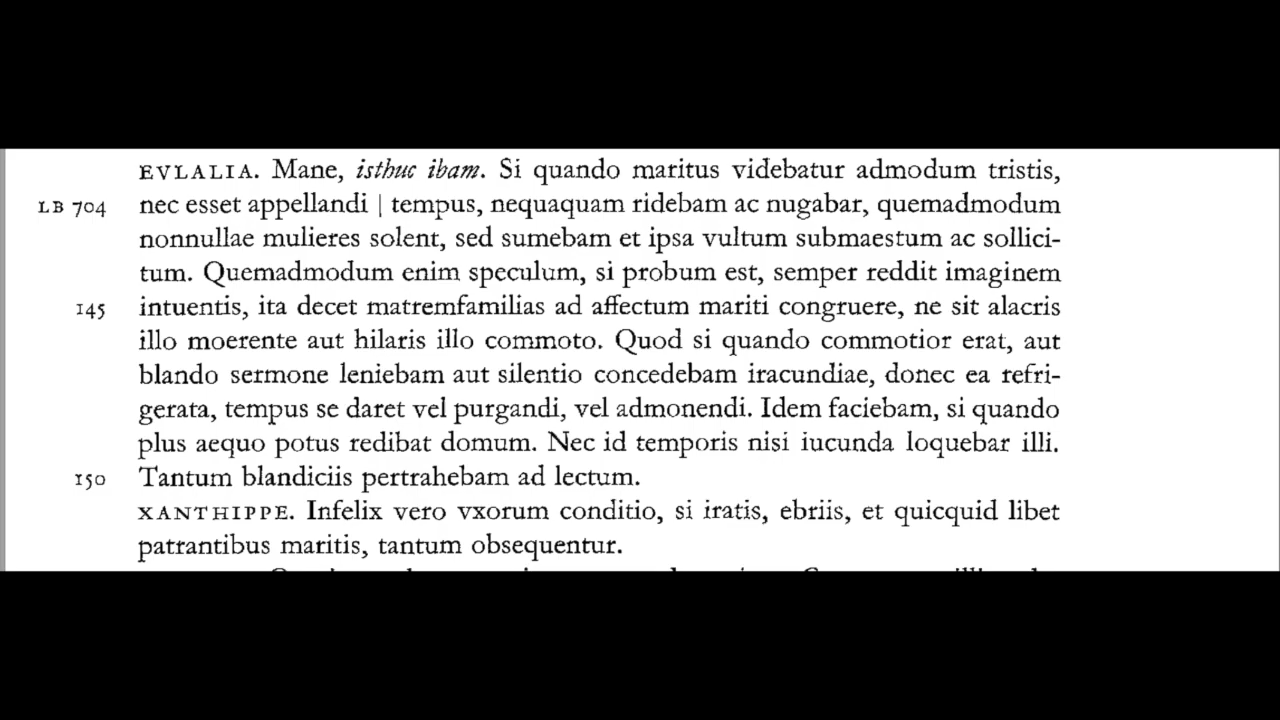 EVLALIA. Mane, isthuc ibam. Si quando maritus videbatur admodum tristis,
LB 704 nec esset appellandi | tempus, nequaquam ridebam ac nugabar, quemadmodum
nonnullae mulieres solent, sed sumebam et ipsa vultum submaestum ac sollici-
tum. Quemadmodum enim speculum, si probum est, semper reddit imaginem
145 intuentis, ita decet matremfamilias ad affectum mariti congruere, ne sit alacris
illo moerente aut hilaris illo commoto. Quod si quando commotior erat, aut
blando sermone leniebam aut silentio concedebam iracundiae, donec ea refri-
gerata, tempus se daret vel purgandi, vel admonendi. Idem faciebam, si quando
plus aequo potus redibat domum. Nec id temporis nisi iucunda loquebar illi.
150 Tantum blandiciis pertrahebam ad lectum.
XANTHIPPE. Infelix vero vxorum conditio, si iratis, ebriis, et quicquid libet
patrantibus maritis, tantum obsequentur.